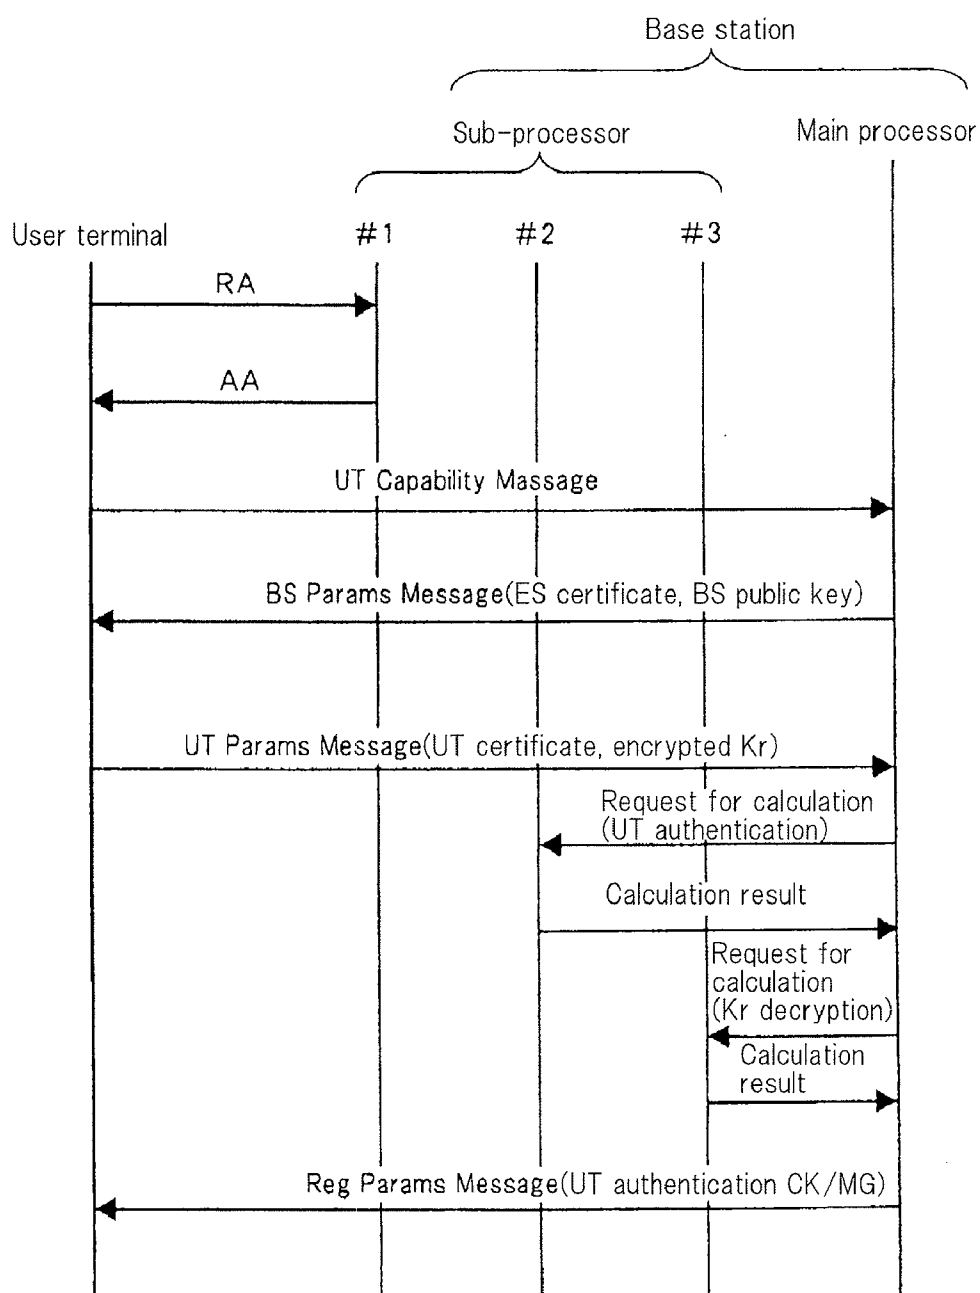 Base station
Sub-processor
Main processor
User terminal
#1
#2
#3
RA
AA
UT Capability Massage
BS Params Message(ES certificate, BS public key)
UT Params Message(UT certificate, encrypted Kr)
Request for calculation
(UT authentication)
Calculation result
Request for
calculation
(Kr decryption)
Calculation
result
Reg Params Message(UT authentication CK/MG)